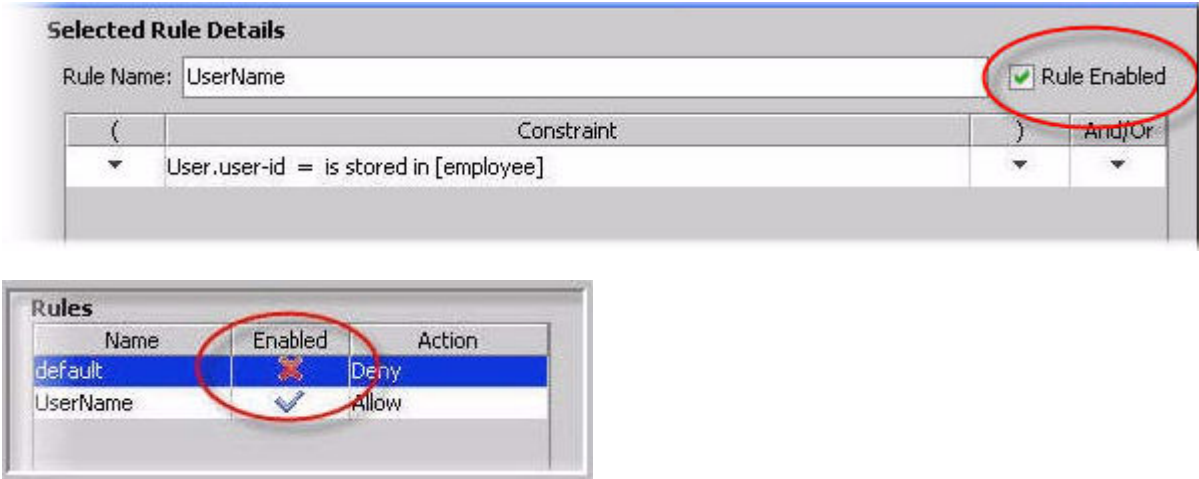 Selected Rule Details
Rule Name: UserName Rule Enabled
( Constraint ) And/Or
User.user-id = is stored in [employee]
Rules
Name Enabled Action
default Deny
UserName Allow